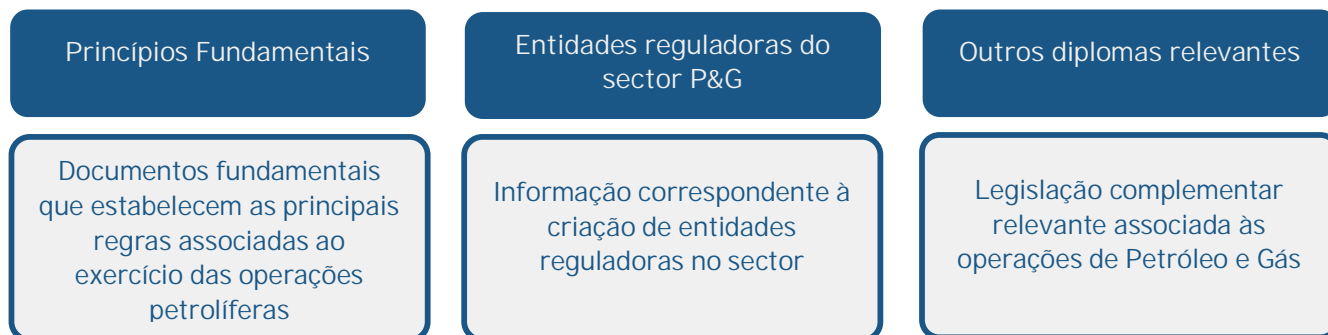 Princípios Fundamentais
Entidades reguladoras do
sector P&G
Outros diplomas relevantes
Documentos fundamentais
que estabelecem as principais
regras associadas ao
exercício das operações
petrolíferas
Informação correspondente à
criação de entidades
reguladoras no sector
Legislação complementar
relevante associada às
operações de Petróleo e Gás